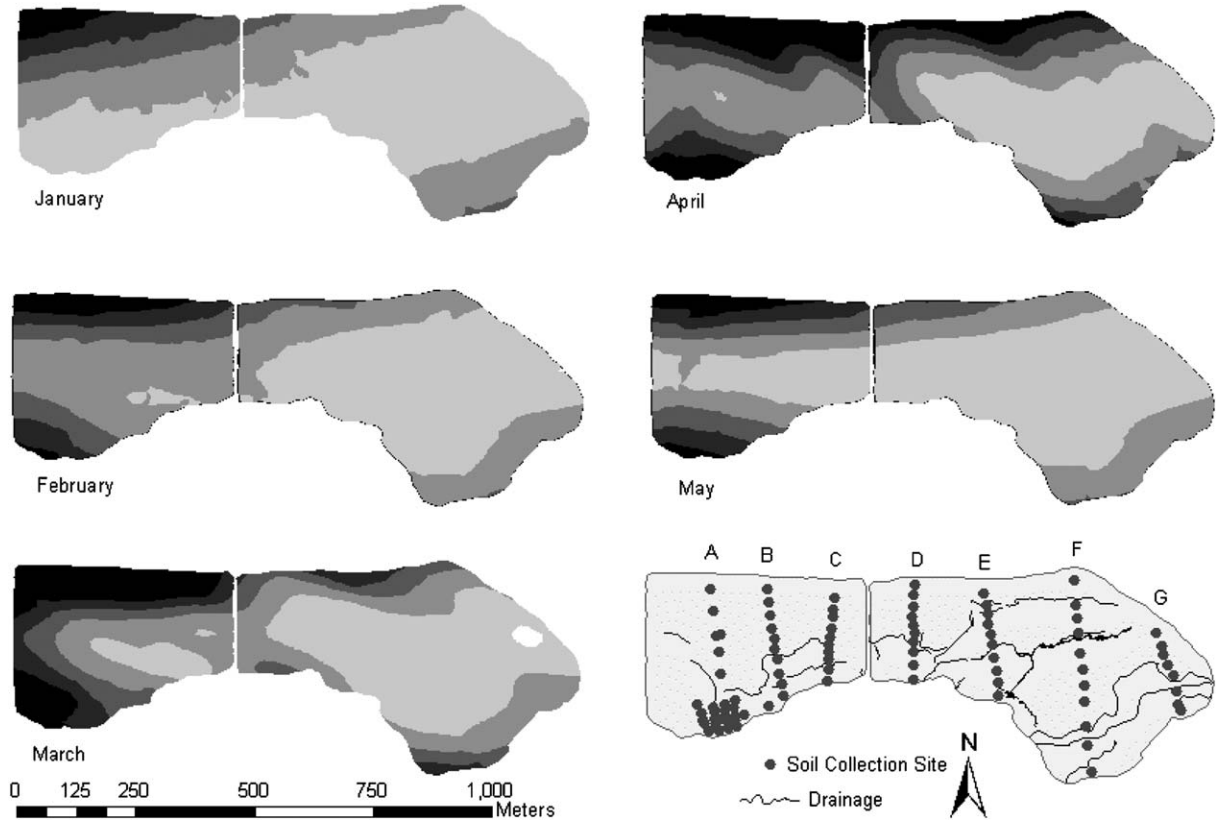 January
April
February
May
March
0 125 250 500 750 1,000
Meters
A B C D E F G
Soil Collection Site
N
Drainage